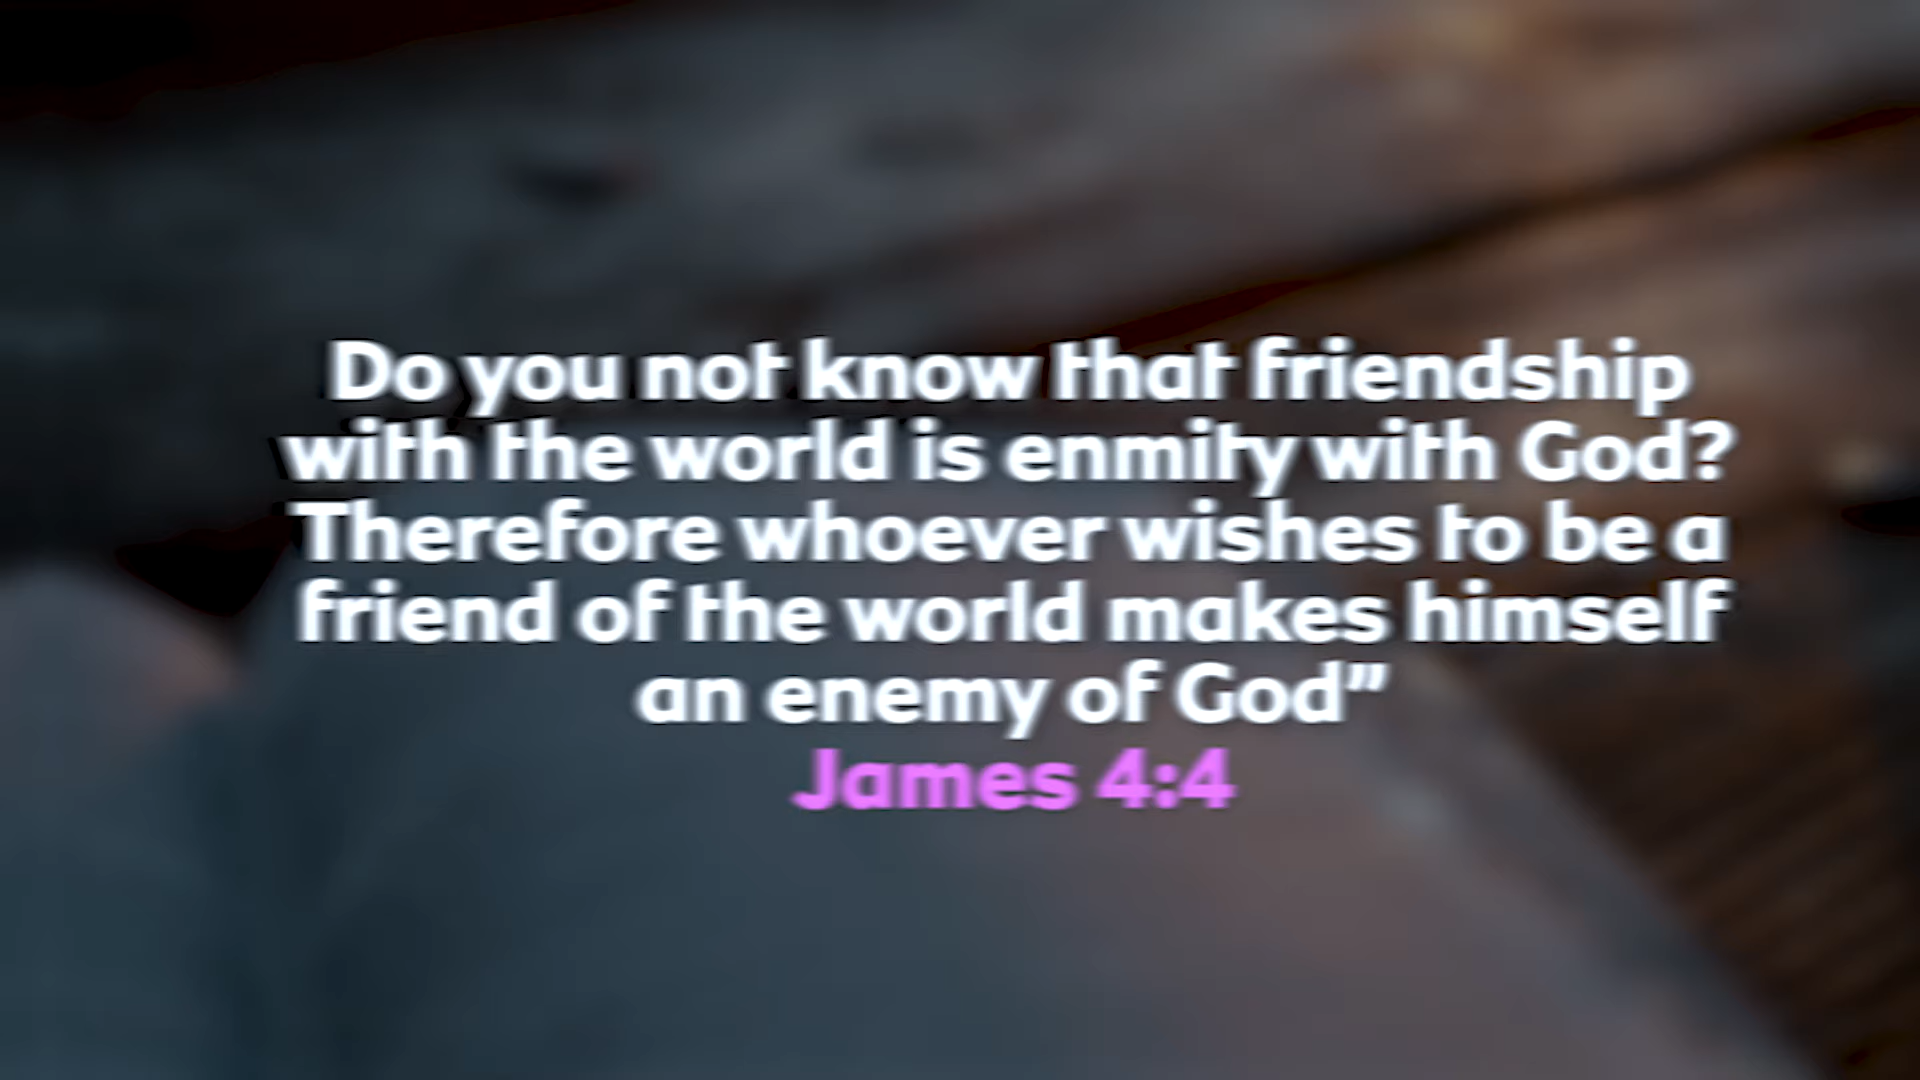 Do you not know that friendship
with the world is enmity with God?
Therefore whoever wishes to be a
friend of the world makes himself
an enemy of God”
James 4:4